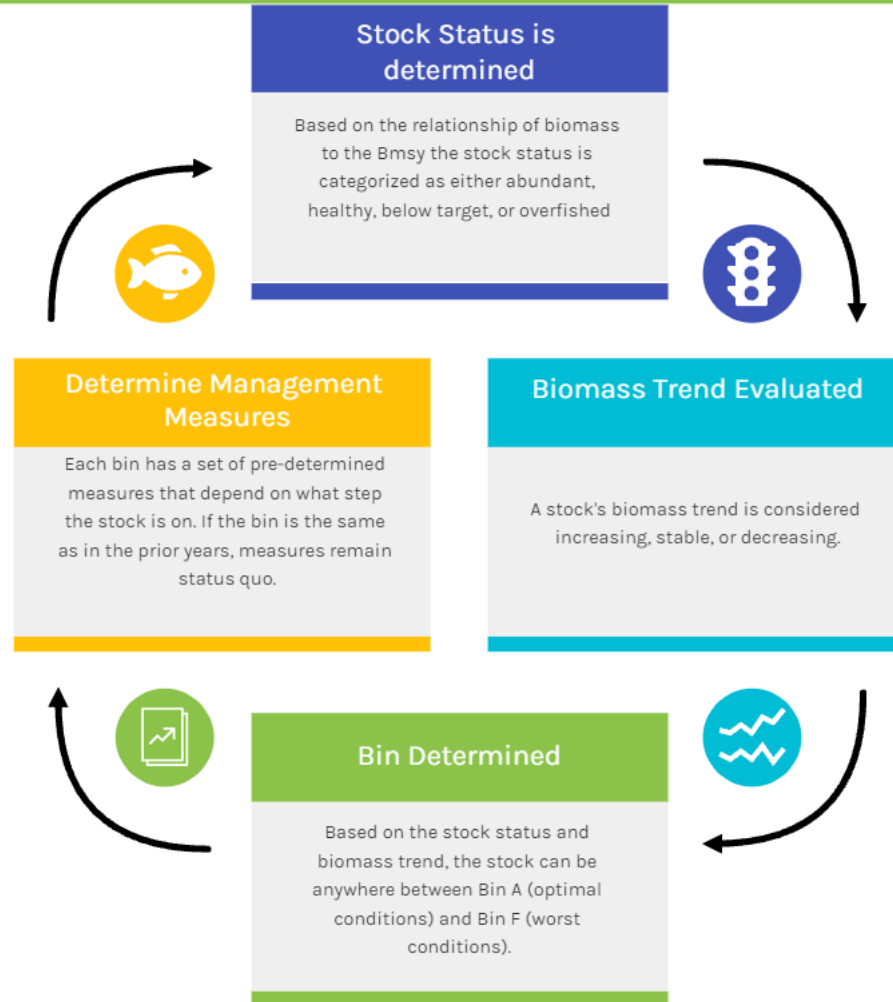 Stock Status is
determined
Based on the relationship of biomass
to the Bmsy the stock status is
categorized as either abundant,
healthy, below target, or overfished
Biomass Trend Evaluated
A stock's biomass trend is considered
increasing, stable, or decreasing.
Bin Determined
Based on the stock status and
biomass trend, the stock can be
anywhere between Bin A (optimal
conditions) and Bin F (worst
conditions).
Determine Management
Measures
Each bin has a set of pre-determined
measures that depend on what step
the stock is on. If the bin is the same
as in the prior years, measures remain
status quo.